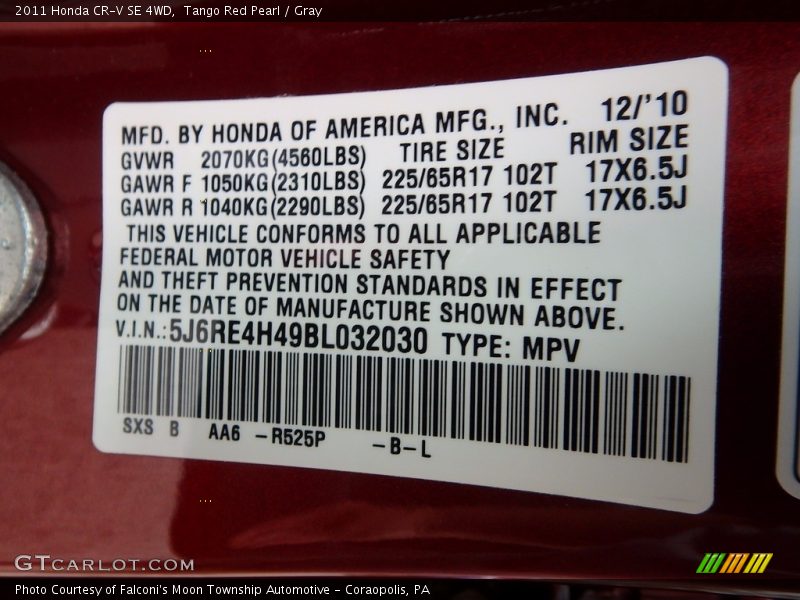 2011 Honda CR-V SE 4WD,  Tango Red Pearl / Gray
MFD. BY HONDA OF AMERICA MFG., INC. 12/'10
GVWR 2070KG(4560LBS) TIRE SIZE RIM SIZE
GAWR F 1050KG(2310LBS) 225/65R17 102T 17X6.5J
GAWR R 1040KG(2290LBS) 225/65R17 102T 17X6.5J
THIS VEHICLE CONFORMS TO ALL APPLICABLE
FEDERAL MOTOR VEHICLE SAFETY
AND THEFT PREVENTION STANDARDS IN EFFECT
ON THE DATE OF MANUFACTURE SHOWN ABOVE.
V.I.N.:5J6RE4H49BL032030 TYPE: MPV
SXS B AA6 -R525P -B-L
GTCARLOT.COM
Photo Courtesy of Falconi's Moon Township Automotive - Coraopolis, PA